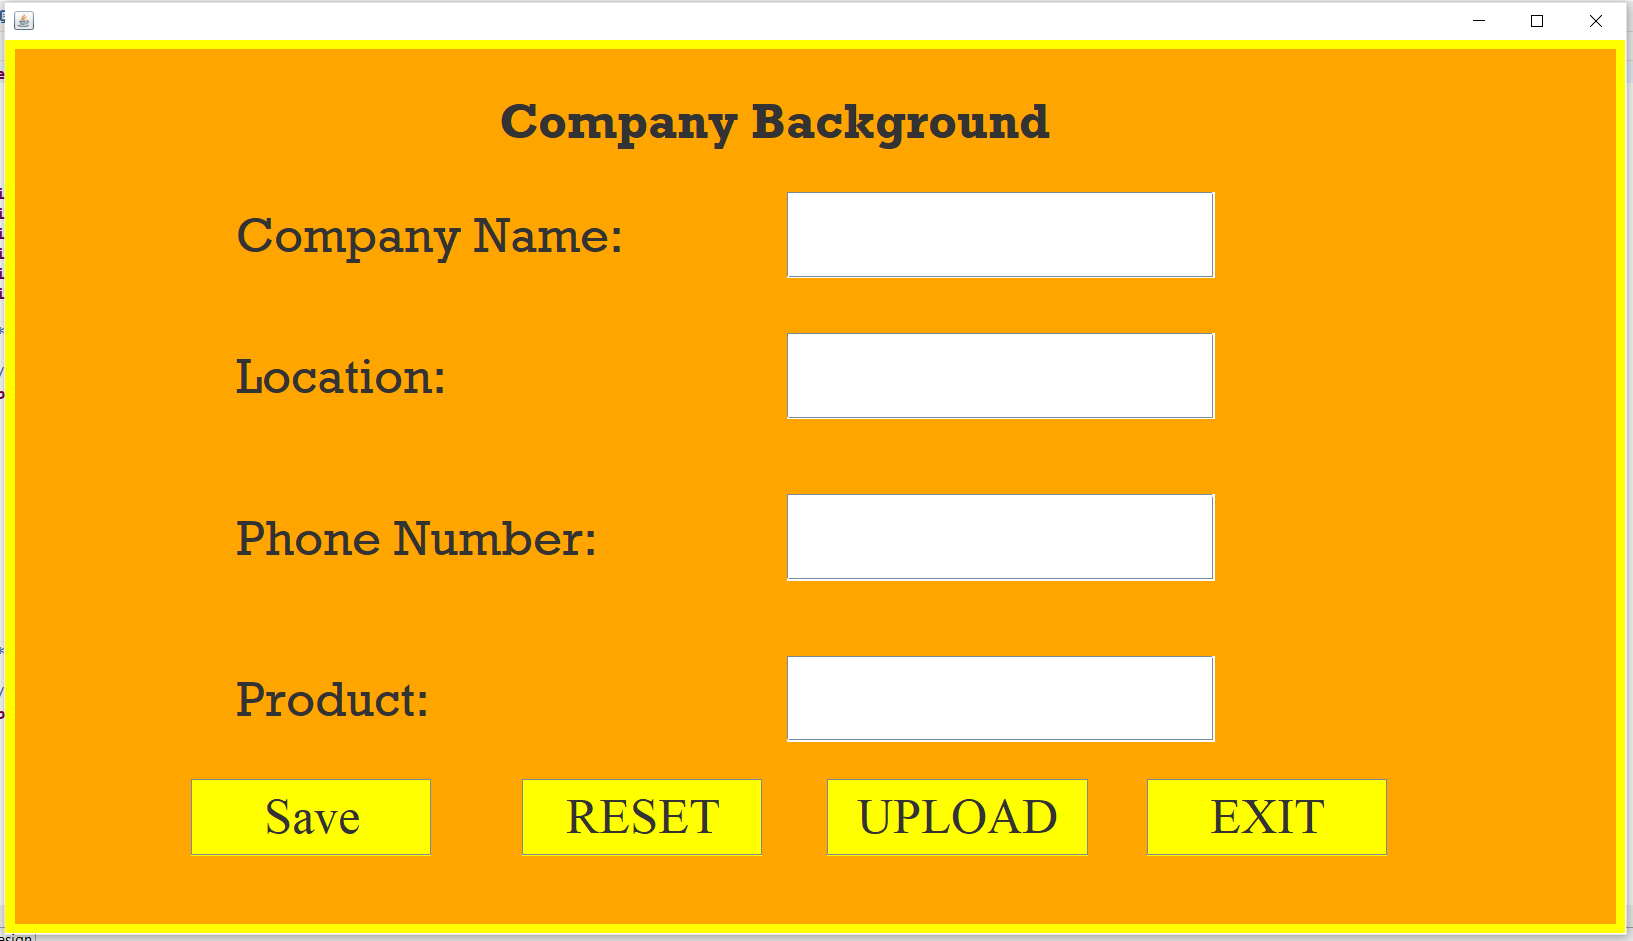 Company Background
Company Name:
Location:
Phone Number:
Product:
Save RESET UPLOAD EXIT